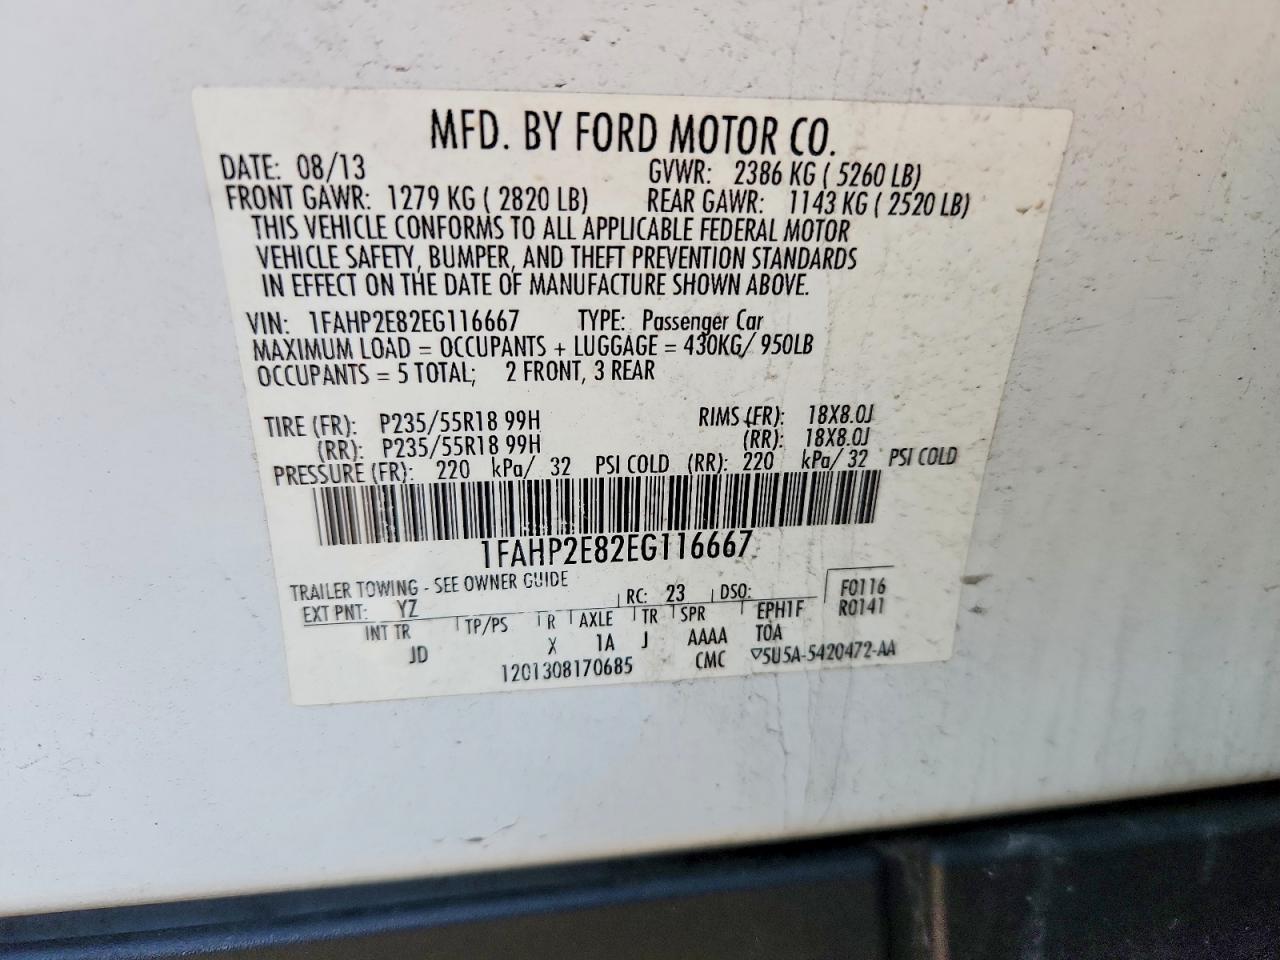 MFD. BY FORD MOTOR CO.
DATE: 08/13 GVWR: 2386 KG ( 5260 LB)
FRONT GAWR: 1279 KG ( 2820 LB) REAR GAWR: 1143 KG ( 2520 LB)
THIS VEHICLE CONFORMS TO ALL APPLICABLE FEDERAL MOTOR
VEHICLE SAFETY, BUMPER, AND THEFT PREVENTION STANDARDS
IN EFFECT ON THE DATE OF MANUFACTURE SHOWN ABOVE.
VIN: 1FAHP2E82EG116667 TYPE: Passenger Car
MAXIMUM LOAD = OCCUPANTS + LUGGAGE = 430KG/ 950LB
OCCUPANTS = 5 TOTAL; 2 FRONT, 3 REAR
TIRE (FR): P235/55R18 99H RIMS (FR): 18X8.0J
(RR): P235/55R18 99H (RR): 18X8.0J
PRESSURE (FR): 220 kPa/ 32 PSI COLD (RR): 220 kPa/ 32 PSI COLD
1FAHP2E82EG116667
TRAILER TOWING - SEE OWNER GUIDE
EXT PNT: YZ RC: 23 DSO: F0116
R0141
INT TR TP/PS R AXLE TR SPR EPH1F
JD X 1A J AAAA TOA
1201308170685 CMC ▽5U5A-5420472-AA